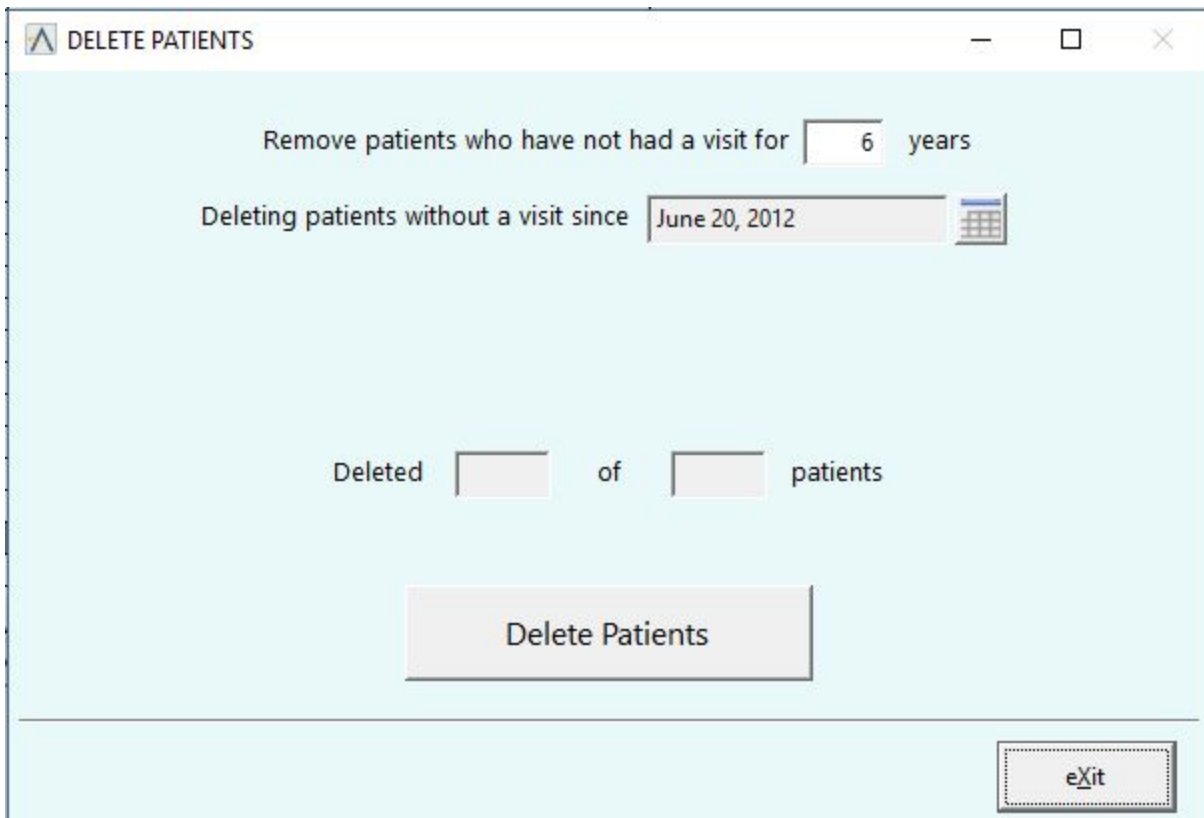 DELETE PATIENTS
Remove patients who have not had a visit for 6 years
Deleting patients without a visit since June 20, 2012
Deleted of patients
Delete Patients
eXit